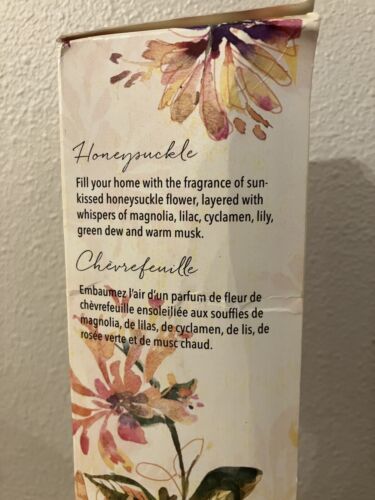 Honeysuckle
Fill your home with the fragrance of sun-
kissed honeysuckle flower, layered with
whispers of magnolia, lilac, cyclamen, lily,
green dew and warm musk.
Chèvrefeuille
Embaumez l'air d'un parfum de fleur de
chèvrefeuille ensoleillée aux souffles de
magnolia, de lilas, de cyclamen, de lis, de
rosée verte et de musc chaud.